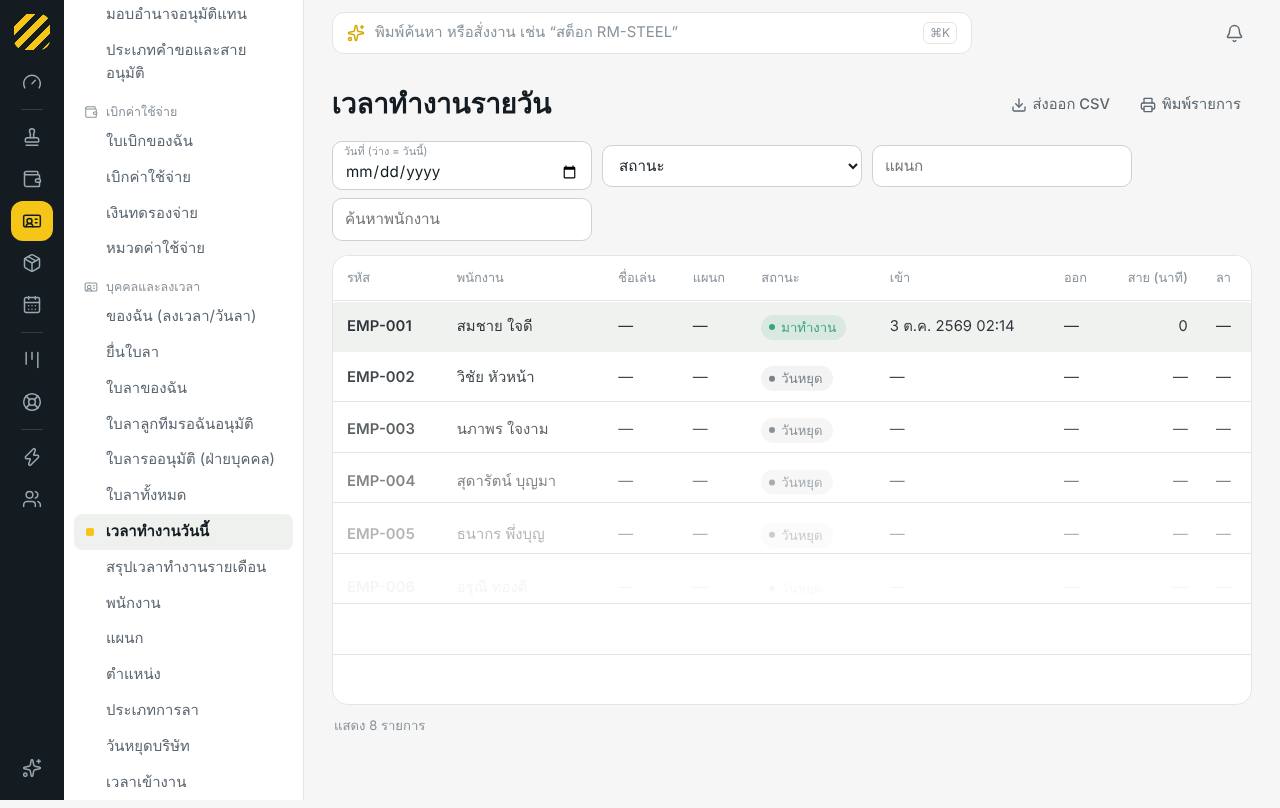 มอบอำนาจอนุมัติแทน
ประเภทคำขอและสาย
อนุมัติ
เบิกค่าใช้จ่าย
ใบเบิกของฉัน
เบิกค่าใช้จ่าย
เงินทดรองจ่าย
หมวดค่าใช้จ่าย
บุคคลและลงเวลา
ของฉัน (ลงเวลา/วันลา)
ยื่นใบลา
ใบลาของฉัน
ใบลาลูกทีมรอฉันอนุมัติ
ใบลารออนุมัติ (ฝ่ายบุคคล)
ใบลาทั้งหมด
เวลาทำงานวันนี้
สรุปเวลาทำงานรายเดือน
พนักงาน
แผนก
ตำแหน่ง
ประเภทการลา
วันหยุดบริษัท
เวลาเข้างาน
พิมพ์ค้นหา หรือสั่งงาน เช่น “สต็อก RM-STEEL” ⌘K
เวลาทำงานรายวัน
ส่งออก CSV พิมพ์รายการ
วันที่ (ว่าง = วันนี้)
mm/dd/yyyy สถานะ แผนก
ค้นหาพนักงาน
รหัส พนักงาน ชื่อเล่น แผนก สถานะ เข้า ออก สาย (นาที) ลา
EMP-001 สมชาย ใจดี — — มาทำงาน 3 ต.ค. 2569 02:14 — 0 —
EMP-002 วิชัย หัวหน้า — — วันหยุด — — — —
EMP-003 นภาพร ใจงาม — — วันหยุด — — — —
EMP-004 สุดารัตน์ บุญมา — — วันหยุด — — — —
EMP-005 ธนากร พึ่งบุญ — — วันหยุด — — — —
EMP-006 อรุณี ทองดี — — วันหยุด — — — —
แสดง 8 รายการ